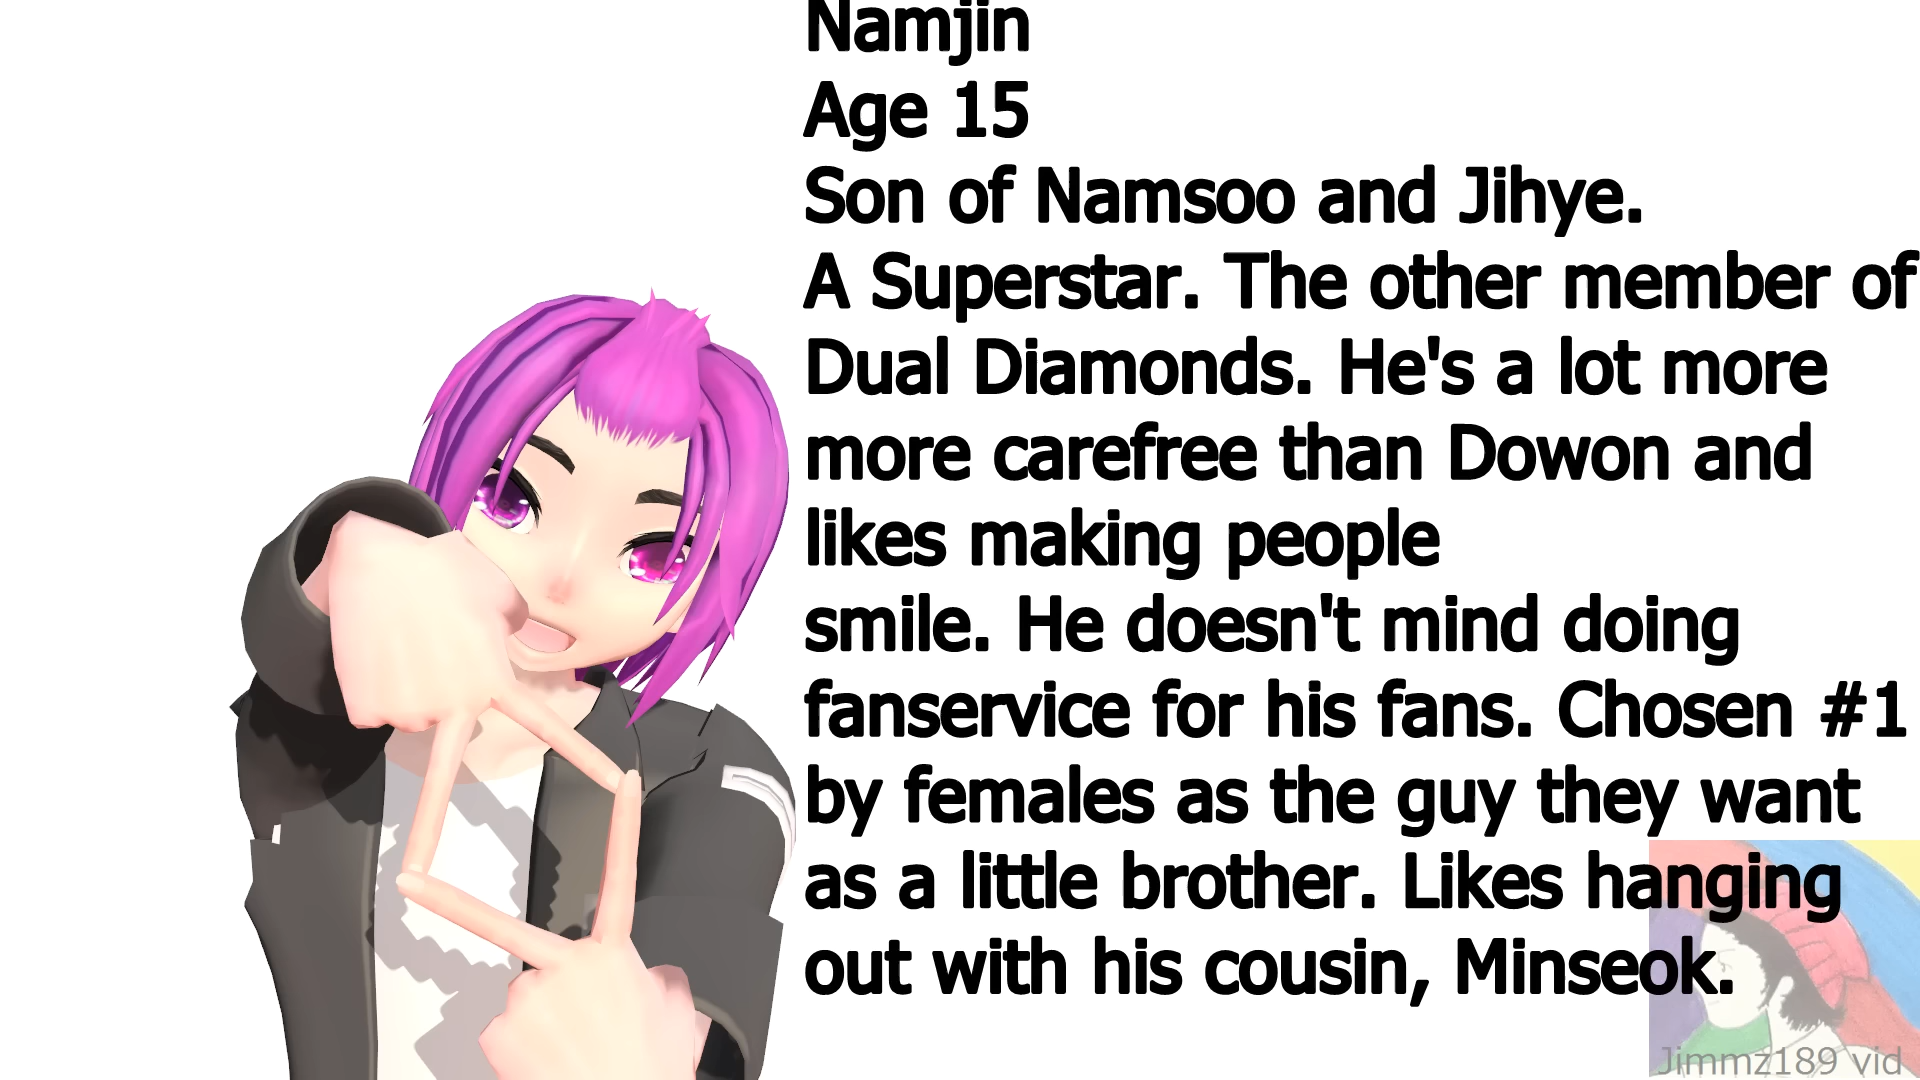 Namjin
Age 15
Son of Namsoo and Jihye.
A Superstar. The other member of
Dual Diamonds. He's a lot more
more carefree than Dowon and
likes making people
smile. He doesn't mind doing
fanservice for his fans. Chosen #1
by females as the guy they want
as a little brother. Likes hanging
out with his cousin, Minseok.
Jimmz189 vid